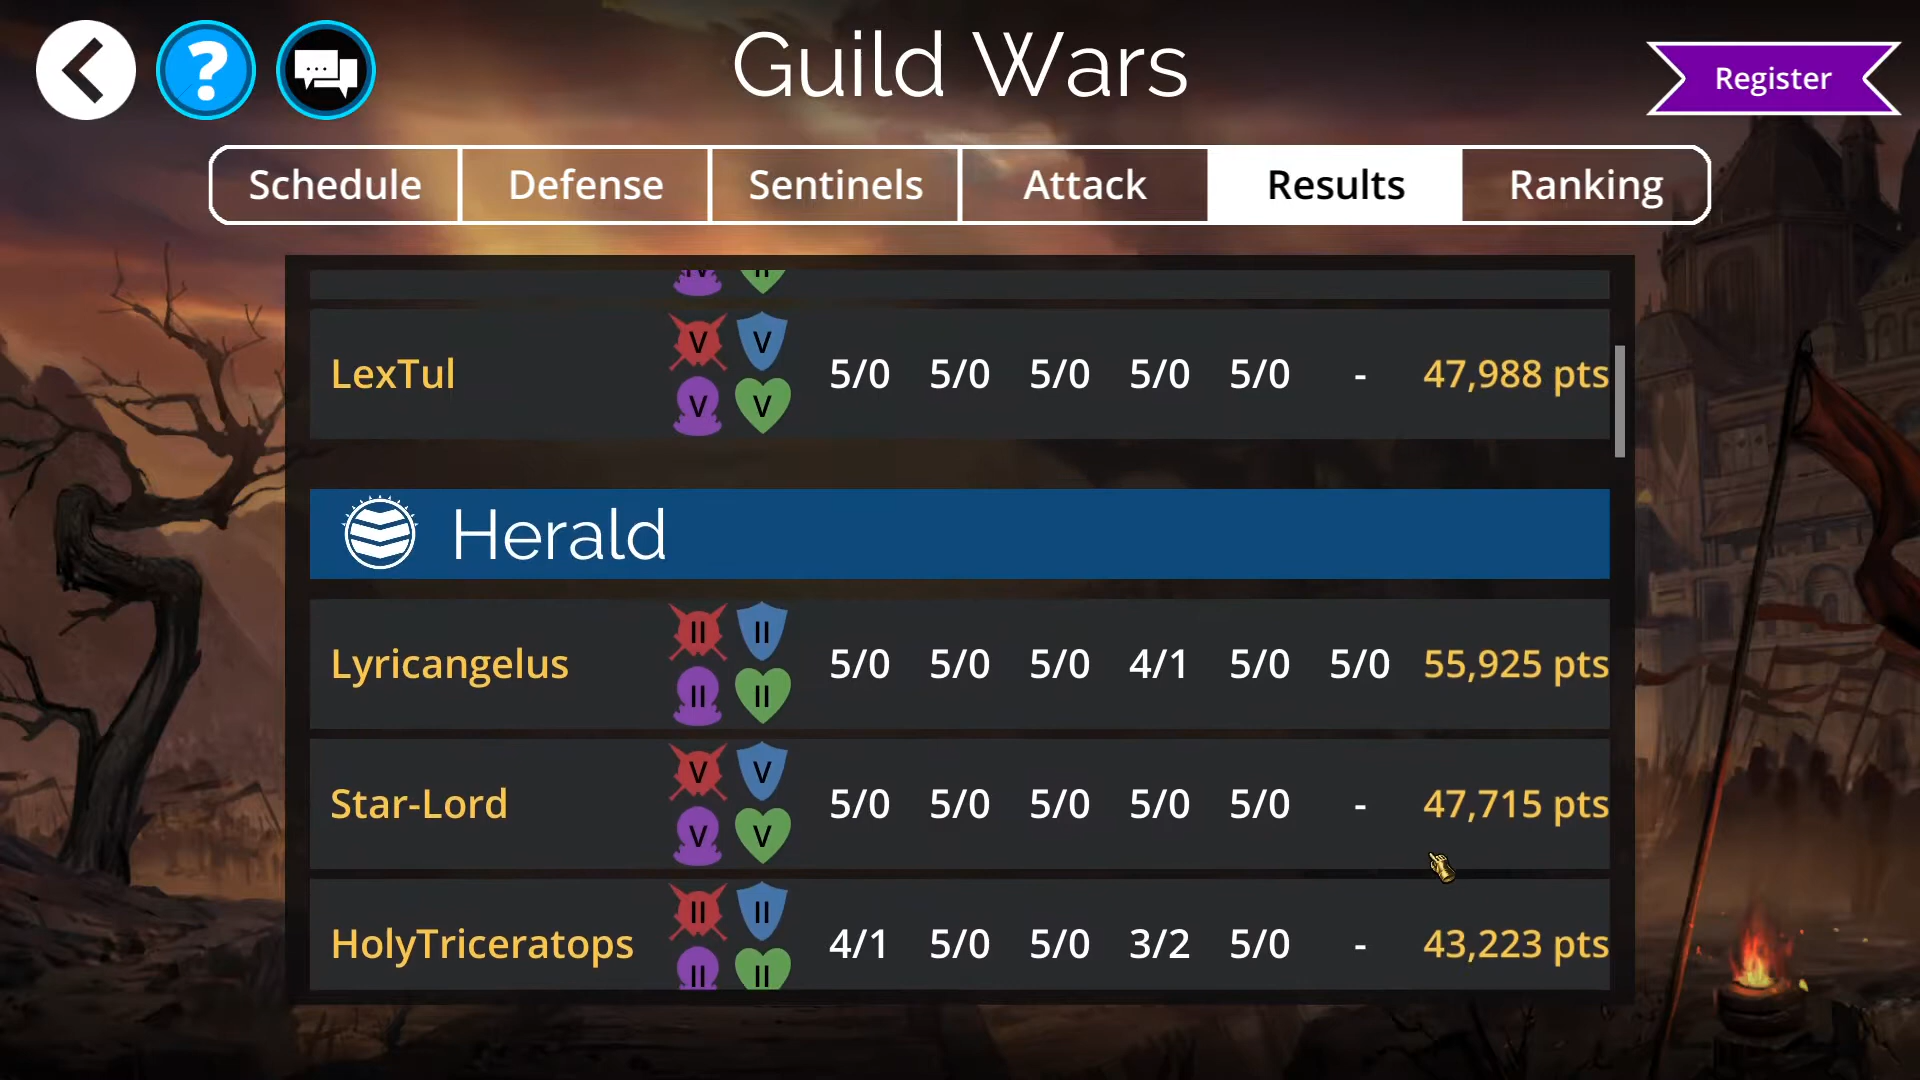 ?
Guild Wars
Register
Schedule Defense Sentinels Attack Results Ranking
IV II
V V
LexTul 5/0 5/0 5/0 5/0 5/0 - 47,988 pts
V V
Herald
II II
Lyricangelus 5/0 5/0 5/0 4/1 5/0 5/0 55,925 pts
II II
V V
Star-Lord 5/0 5/0 5/0 5/0 5/0 - 47,715 pts
V V
II II
HolyTriceratops 4/1 5/0 5/0 3/2 5/0 - 43,223 pts
II II